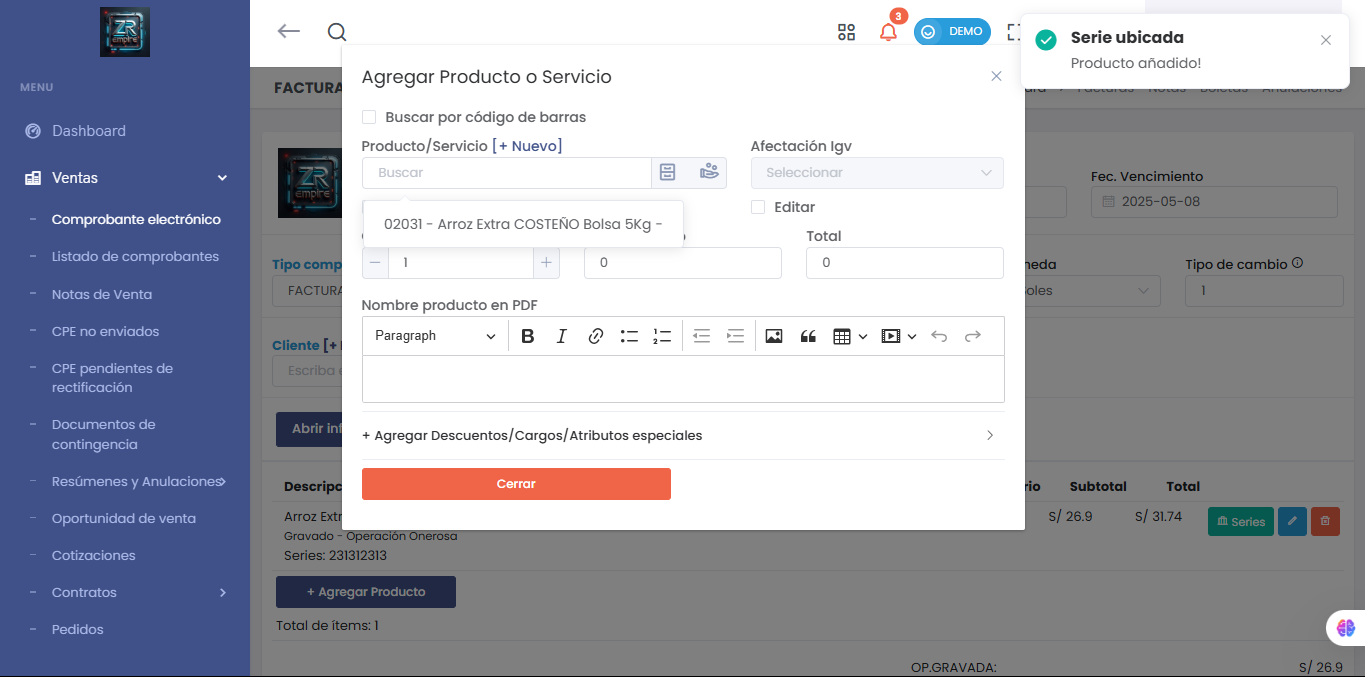 ZR
empire
MENU
Dashboard
Ventas
- Comprobante electrónico
- Listado de comprobantes
- Notas de Venta
- CPE no enviados
- CPE pendientes de
rectificación
- Documentos de
contingencia
- Resúmenes y Anulaciones
- Oportunidad de venta
- Cotizaciones
- Contratos
- Pedidos
3
DEMO
Serie ubicada
Producto añadido!
FACTURA
Facturas Notas Boletas Anulaciones
ZR
empire
Fec. Vencimiento
2025-05-08
Tipo comp
FACTURA
Tipo de cambio
1
Cliente [+
Escriba
Abrir
Agregar Producto o Servicio
Buscar por código de barras
Producto/Servicio [+ Nuevo]
Afectación Igv
Buscar
Seleccionar
02031 - Arroz Extra COSTEÑO Bolsa 5Kg -
Editar
Total
1
0
0
Nombre producto en PDF
Paragraph
+ Agregar Descuentos/Cargos/Atributos especiales
Cerrar
Descripc
rio Subtotal Total
Arroz Extr
S/ 26.9 S/ 31.74 Series
Gravado - Operación Onerosa
Series: 231312313
+ Agregar Producto
Total de ítems: 1
OP.GRAVADA: S/ 26.9